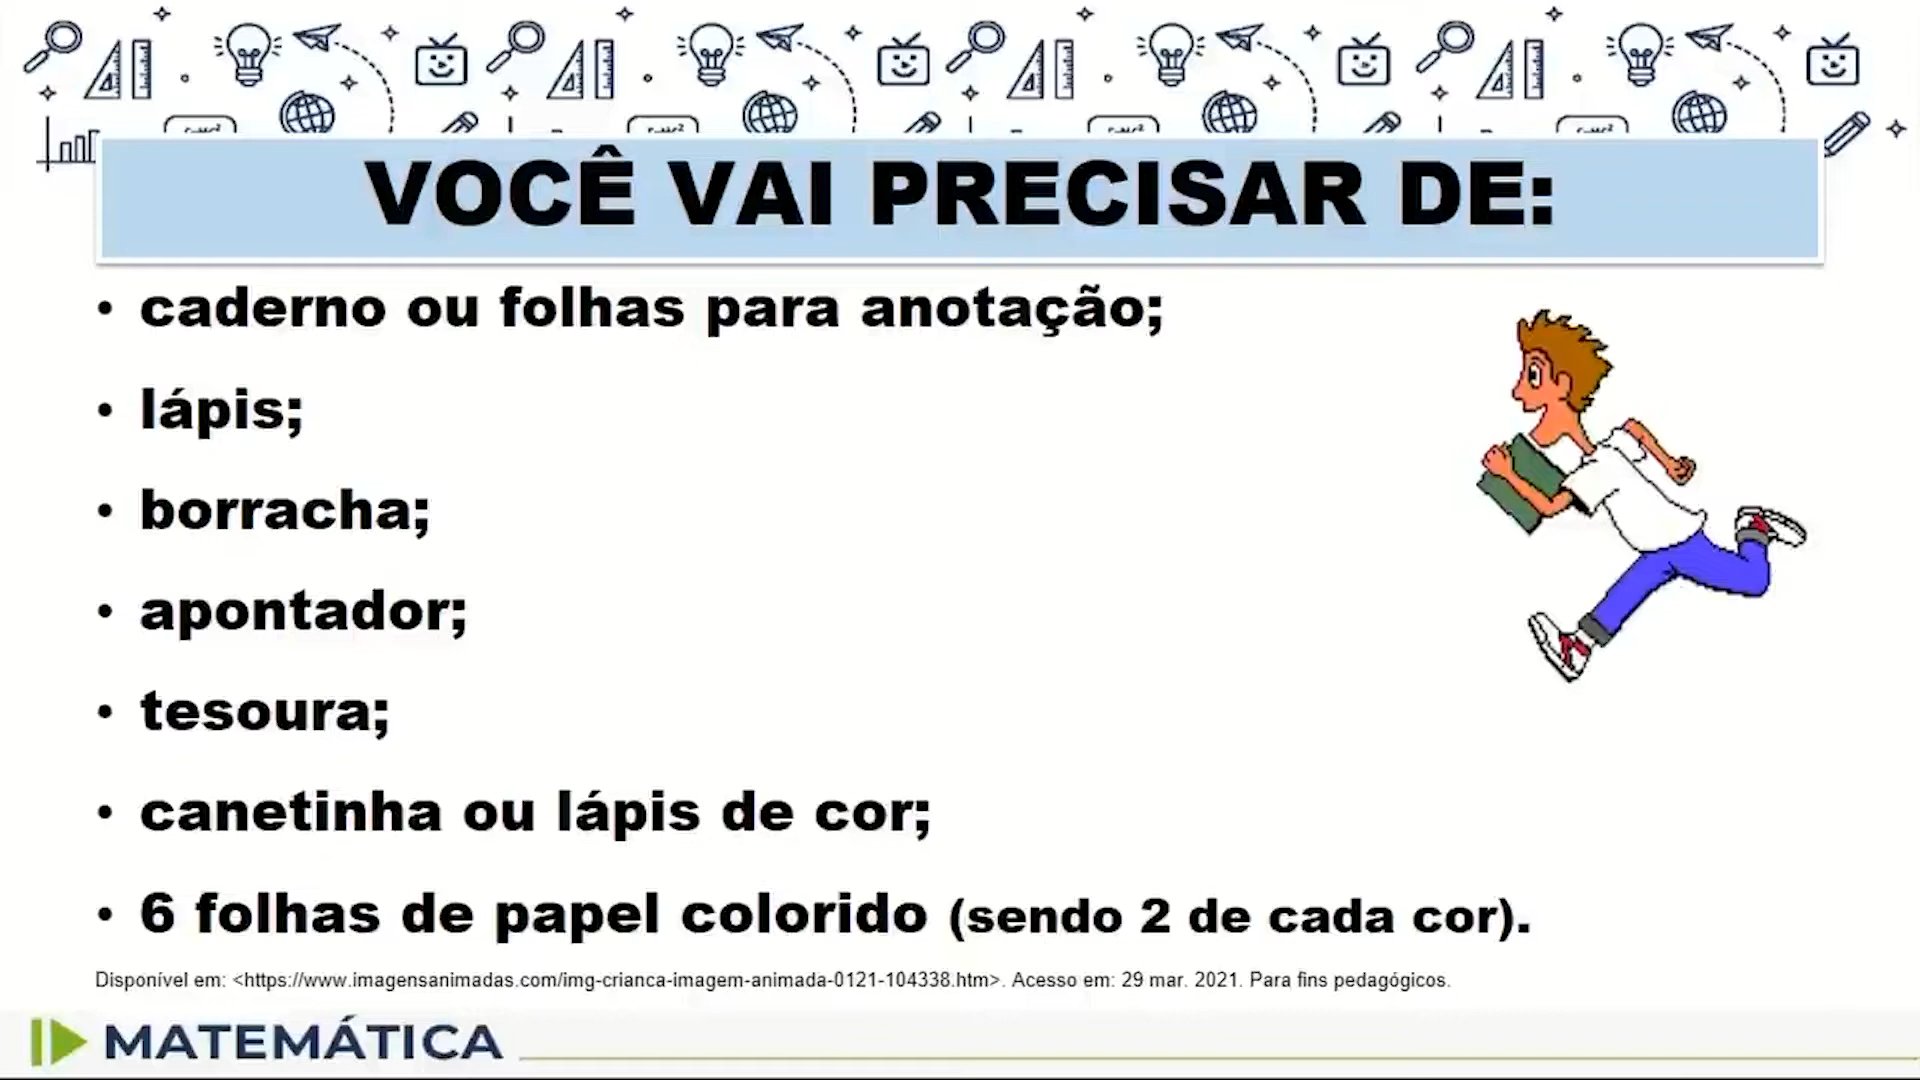 VOCÊ VAI PRECISAR DE:
• caderno ou folhas para anotação;
• lápis;
• borracha;
• apontador;
• tesoura;
• canetinha ou lápis de cor;
• 6 folhas de papel colorido (sendo 2 de cada cor).
Disponível em: <https://www.imagensanimadas.com/img-crianca-imagem-animada-0121-104338.htm>. Acesso em: 29 mar. 2021. Para fins pedagógicos.
MATEMÁTICA